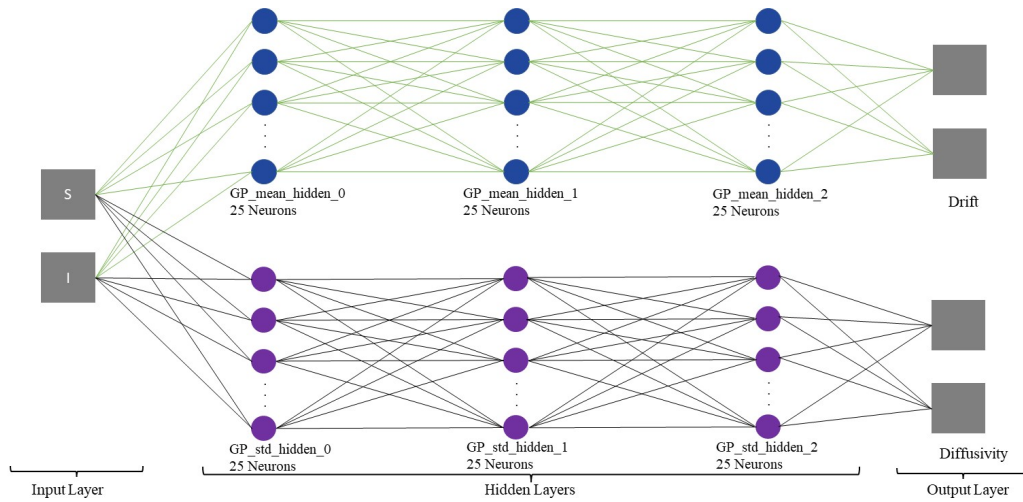 S
I
GP_mean_hidden_0
25 Neurons
GP_mean_hidden_1
25 Neurons
GP_mean_hidden_2
25 Neurons
Drift
GP_std_hidden_0
25 Neurons
GP_std_hidden_1
25 Neurons
GP_std_hidden_2
25 Neurons
Diffusivity
Input Layer
Hidden Layers
Output Layer